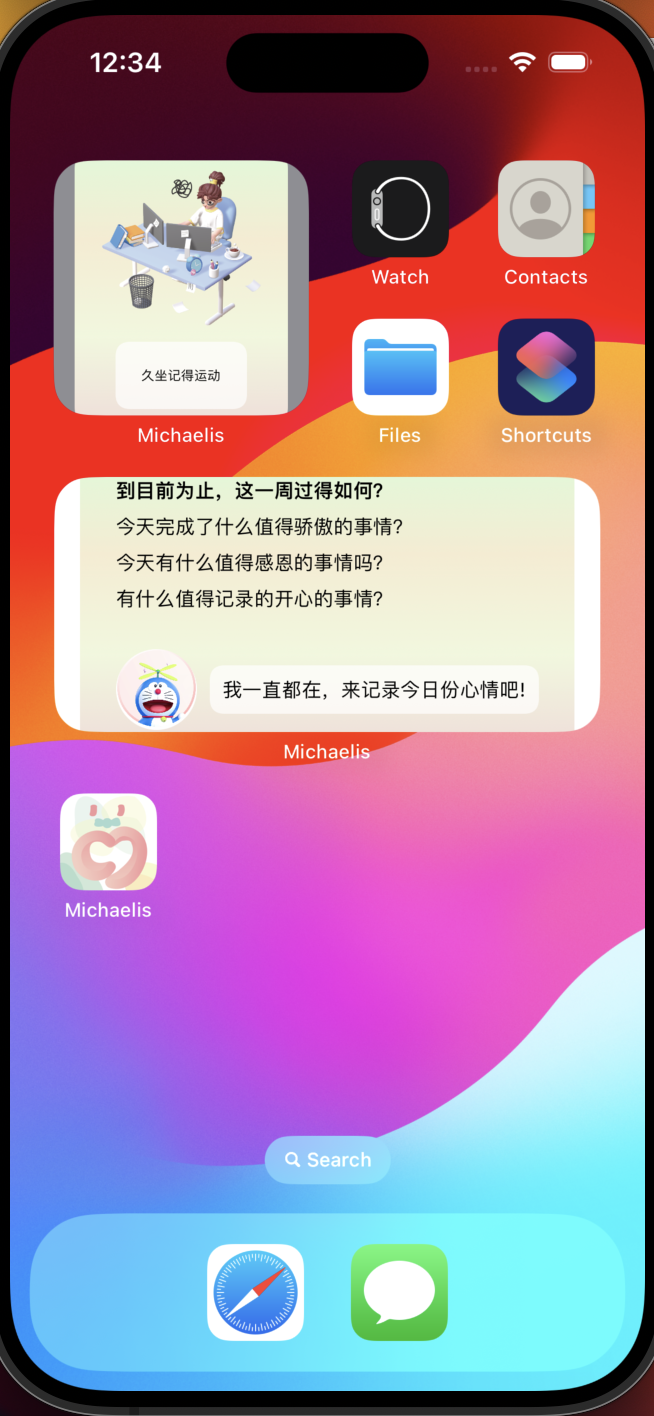 12:34
久坐记得运动
Michaelis
Watch
Contacts
Files
Shortcuts
到目前为止，这一周过得如何?
今天完成了什么值得骄傲的事情?
今天有什么值得感恩的事情吗?
有什么值得记录的开心的事情?
我一直都在，来记录今日份心情吧!
Michaelis
Michaelis
Search